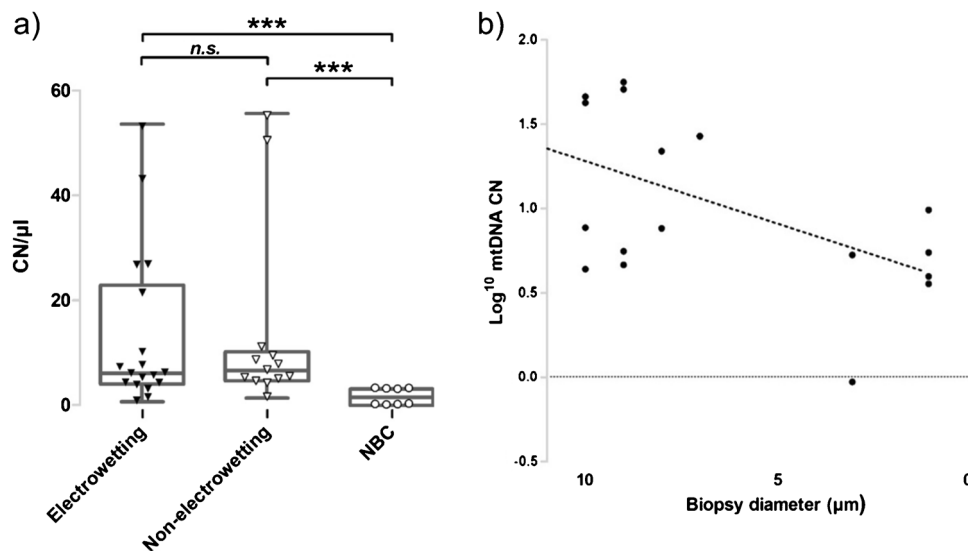 a)
***
n.s.
***
60
40
20
0
CN/µl
Electrowetting
Non-electrowetting
NBC
b)
2.0
1.5
1.0
0.5
0.0
-0.5
Log¹⁰ mtDNA CN
10
5
0
Biopsy diameter (µm)